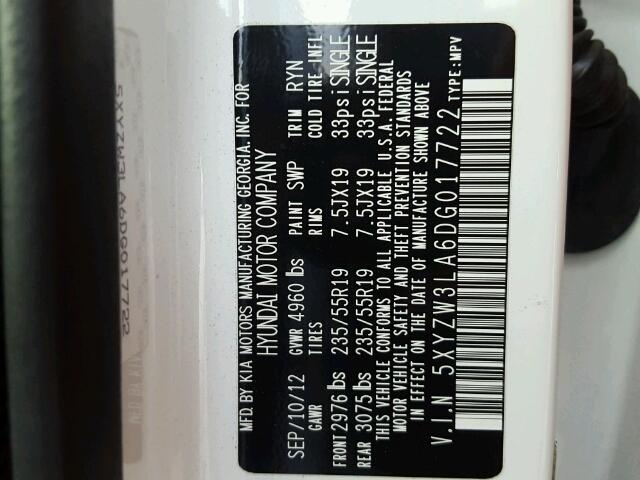 MFD.BY KIA MOTORS MANUFACTURING GEORGIA, INC. FOR
HYUNDAI MOTOR COMPANY
SEP/10/12 GVWR 4960 lbs PAINT SWP TRIM RYN
GAWR TIRES RIMS COLD TIRE INFL
FRONT 2976 lbs 235/55R19 7.5JX19 33psi SINGLE
REAR 3075 lbs 235/55R19 7.5JX19 33psi SINGLE
THIS VEHICLE CONFORMS TO ALL APPLICABLE U.S.A. FEDERAL
MOTOR VEHICLE SAFETY AND THEFT PREVENTION STANDARDS
IN EFFECT ON THE DATE OF MANUFACTURE SHOWN ABOVE
V.I.N 5XYZW3LA6DG017722 TYPE:MPV
5XYZW3LA6DG017722